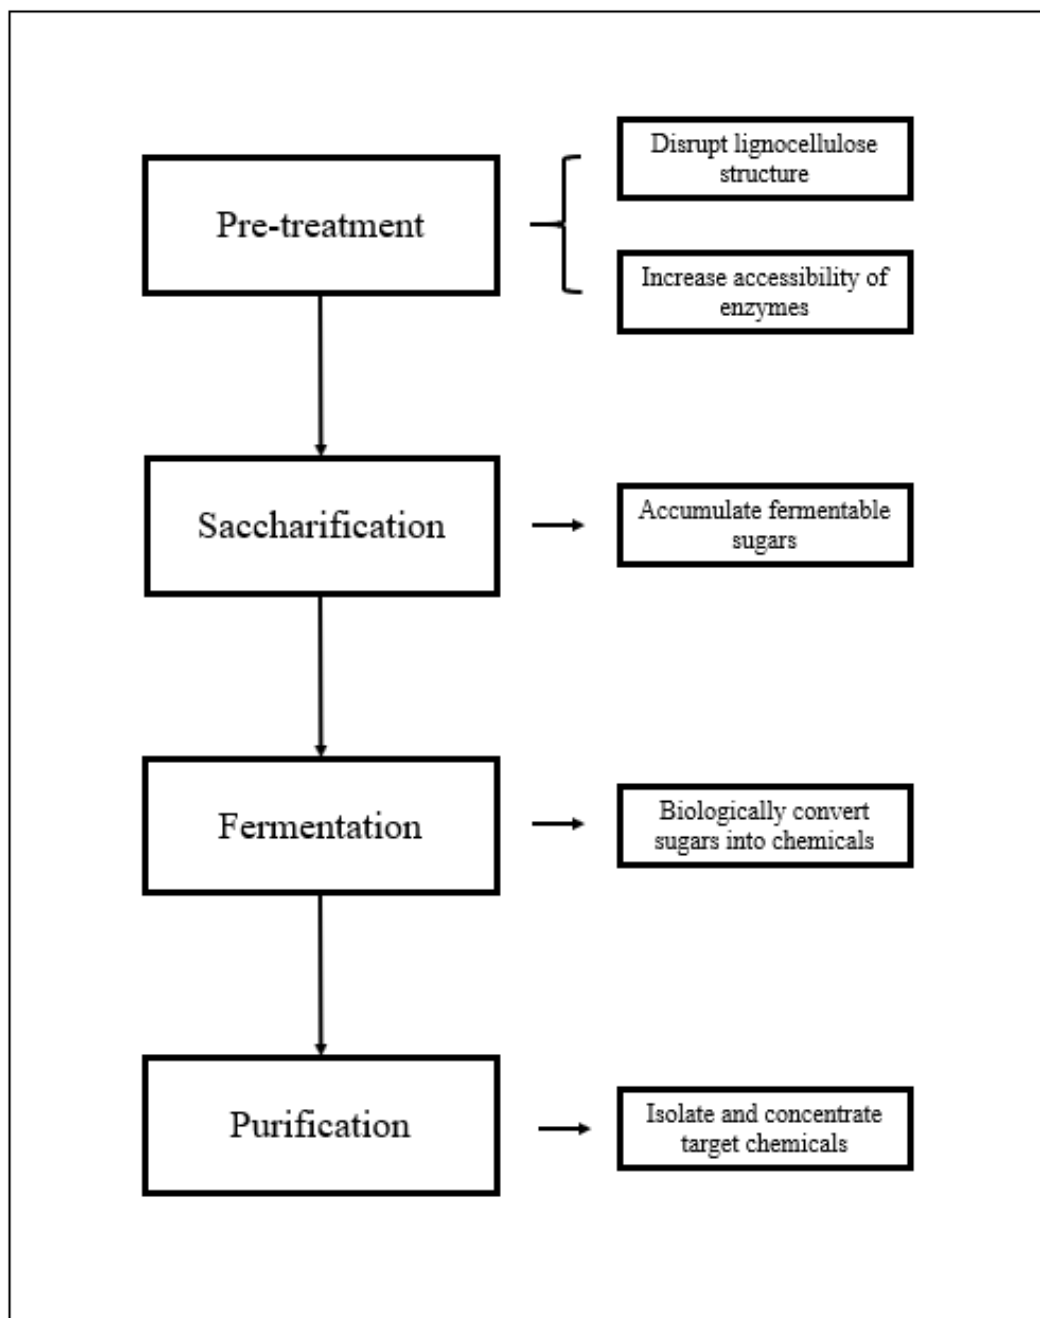 Pre-treatment
Disrupt lignocellulose
structure
Increase accessibility of
enzymes
Saccharification
Accumulate fermentable
sugars
Fermentation
Biologically convert
sugars into chemicals
Purification
Isolate and concentrate
target chemicals